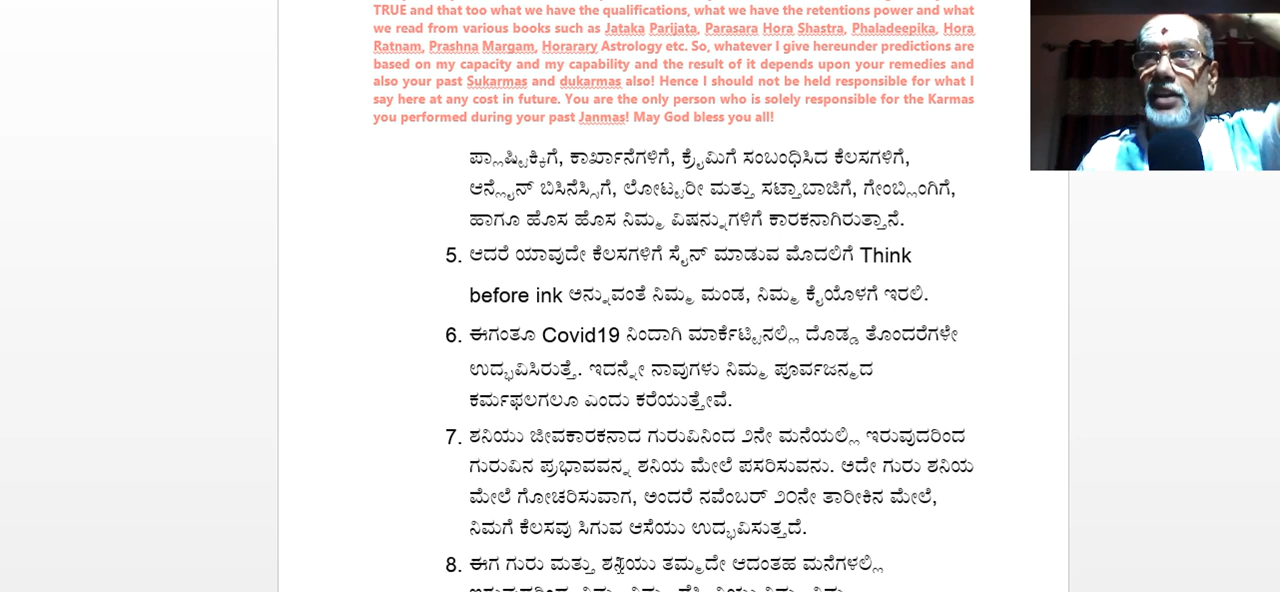 TRUE and that too what we have the qualifications, what we have the retentions power and what
we read from various books such as Jataka Parijata, Parasara Hora Shastra, Phaladeepika, Hora
Ratnam, Prashna Margam, Horarary Astrology etc. So, whatever I give hereunder predictions are
based on my capacity and my capability and the result of it depends upon your remedies and
also your past Sukarmas and dukarmas also! Hence I should not be held responsible for what I
say here at any cost in future. You are the only person who is solely responsible for the Karmas
you performed during your past Janmas! May God bless you all!
ಪ್ಲಾಷ್ಟಿಕ್ಕಿಗೆ, ಕಾರ್ಖಾನೆಗಳಿಗೆ, ಕ್ರೈಮಿಗೆ ಸಂಬಂಧಿಸಿದ ಕೆಲಸಗಳಿಗೆ,
ಆನ್ಲೈನ್ ಬಿಸಿನೆಸ್ಸಿಗೆ, ಲೋಟ್ಟರೀ ಮತ್ತು ಸಟ್ತಾಬಾಜಿಗೆ, ಗೇಂಬ್ಲಿಂಗಿಗೆ,
ಹಾಗೂ ಹೊಸ ಹೊಸ ನಿಮ್ಮ ವಿಷನ್ನುಗಳಿಗೆ ಕಾರಕನಾಗಿರುತ್ತಾನೆ.
5. ಆದರೆ ಯಾವುದೇ ಕೆಲಸಗಳಿಗೆ ಸೈನ್ ಮಾಡುವ ಮೊದಲಿಗೆ Think
before ink ಅನ್ನುವಂತೆ ನಿಮ್ಮ ಮಂಡ, ನಿಮ್ಮ ಕೈಯೊಳಗೆ ಇರಲಿ.
6. ಈಗಂತೂ Covid19 ನಿಂದಾಗಿ ಮಾರ್ಕೆಟ್ಟಿನಲ್ಲಿ ದೊಡ್ಡ ತೊಂದರೆಗಳೇ
ಉದ್ಭವಿಸಿರುತ್ತೆ. ಇದನ್ನೇ ನಾವುಗಳು ನಿಮ್ಮ ಪೂರ್ವಜನ್ಮದ
ಕರ್ಮಫಲಗಲೂ ಎಂದು ಕರೆಯುತ್ತೇವೆ.
7. ಶನಿಯು ಜೀವಕಾರಕನಾದ ಗುರುವಿನಿಂದ ೨ನೇ ಮನೆಯಲ್ಲಿ ಇರುವುದರಿಂದ
ಗುರುವಿನ ಪ್ರಭಾವವನ್ನ ಶನಿಯ ಮೇಲೆ ಪಸರಿಸುವನು. ಅದೇ ಗುರು ಶನಿಯ
ಮೇಲೆ ಗೋಚರಿಸುವಾಗ, ಅಂದರೆ ನವೆಂಬರ್ ೨೦ನೇ ತಾರೀಕಿನ ಮೇಲೆ,
ನಿಮಗೆ ಕೆಲಸವು ಸಿಗುವ ಆಸೆಯು ಉದ್ಭವಿಸುತ್ತದೆ.
8. ಈಗ ಗುರು ಮತ್ತು ಶನಿಯು ತಮ್ಮದೇ ಆದಂತಹ ಮನೆಗಳಲ್ಲಿ